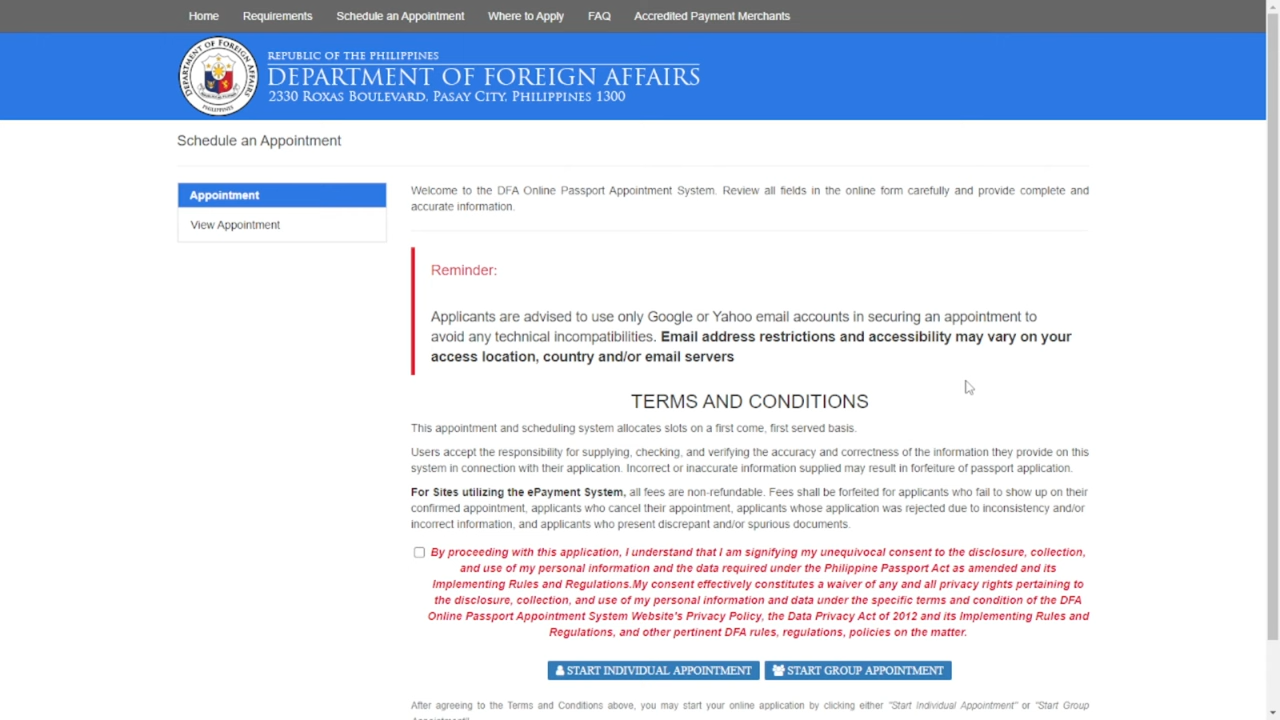 Home Requirements Schedule an Appointment Where to Apply FAQ Accredited Payment Merchants
REPUBLIC OF THE PHILIPPINES
DEPARTMENT OF FOREIGN AFFAIRS
2330 ROXAS BOULEVARD, PASAY CITY, PHILIPPINES 1300
DEPARTMENT OF FOREIGN AFFAIRS
PHILIPPINES
Schedule an Appointment
Appointment
View Appointment
Welcome to the DFA Online Passport Appointment System. Review all fields in the online form carefully and provide complete and
accurate information.
Reminder:
Applicants are advised to use only Google or Yahoo email accounts in securing an appointment to
avoid any technical incompatibilities. Email address restrictions and accessibility may vary on your
access location, country and/or email servers
TERMS AND CONDITIONS
This appointment and scheduling system allocates slots on a first come, first served basis.
Users accept the responsibility for supplying, checking, and verifying the accuracy and correctness of the information they provide on this
system in connection with their application. Incorrect or inaccurate information supplied may result in forfeiture of passport application.
For Sites utilizing the ePayment System, all fees are non-refundable. Fees shall be forfeited for applicants who fail to show up on their
confirmed appointment, applicants who cancel their appointment, applicants whose application was rejected due to inconsistency and/or
incorrect information, and applicants who present discrepant and/or spurious documents.
By proceeding with this application, I understand that I am signifying my unequivocal consent to the disclosure, collection,
and use of my personal information and the data required under the Philippine Passport Act as amended and its
Implementing Rules and Regulations.My consent effectively constitutes a waiver of any and all privacy rights pertaining to
the disclosure, collection, and use of my personal information and data under the specific terms and condition of the DFA
Online Passport Appointment System Website's Privacy Policy, the Data Privacy Act of 2012 and its Implementing Rules and
Regulations, and other pertinent DFA rules, regulations, policies on the matter.
START INDIVIDUAL APPOINTMENT START GROUP APPOINTMENT
After agreeing to the Terms and Conditions above, you may start your online application by clicking either "Start Individual Appointment" or "Start Group
Appointment"